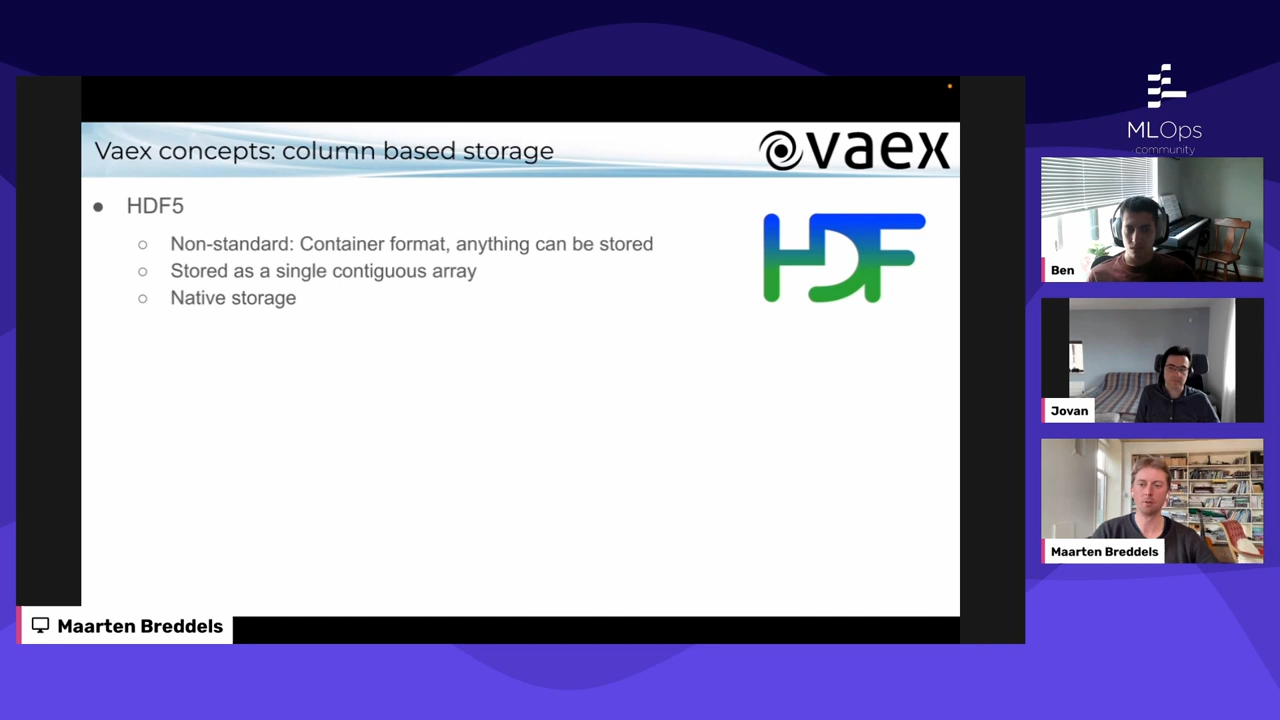 Vaex concepts: column based storage
vaex
HDF5
Non-standard: Container format, anything can be stored
Stored as a single contiguous array
Native storage
HDF
Maarten Breddels
MLOps
community
Ben
Jovan
Maarten Breddels